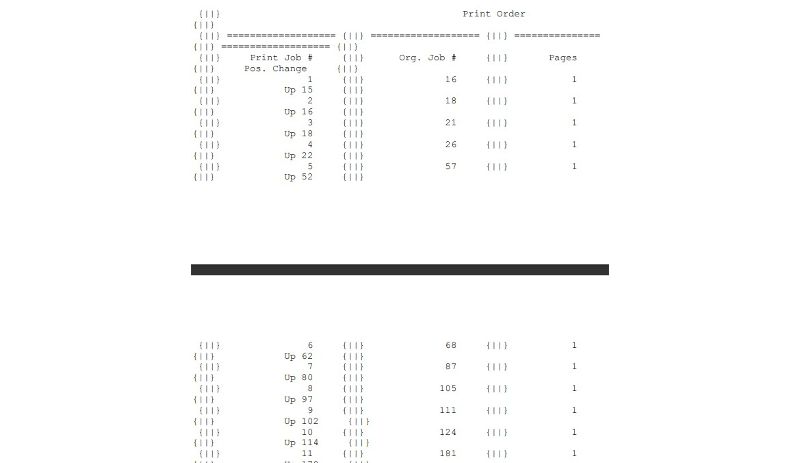 {||} Print Order
{||}
{||} =================== {||} =================== {||} ===============
{||} =================== {||}
{||} Print Job # {||} Org. Job # {||} Pages
{||} Pos. Change {||}
{||} 1 {||} 16 {||} 1
{||} Up 15 {||}
{||} 2 {||} 18 {||} 1
{||} Up 16 {||}
{||} 3 {||} 21 {||} 1
{||} Up 18 {||}
{||} 4 {||} 26 {||} 1
{||} Up 22 {||}
{||} 5 {||} 57 {||} 1
{||} Up 52 {||}
{||} 6 {||} 68 {||} 1
{||} Up 62 {||}
{||} 7 {||} 87 {||} 1
{||} Up 80 {||}
{||} 8 {||} 105 {||} 1
{||} Up 97 {||}
{||} 9 {||} 111 {||} 1
{||} Up 102 {||}
{||} 10 {||} 124 {||} 1
{||} Up 114 {||}
{||} 11 {||} 181 {||} 1